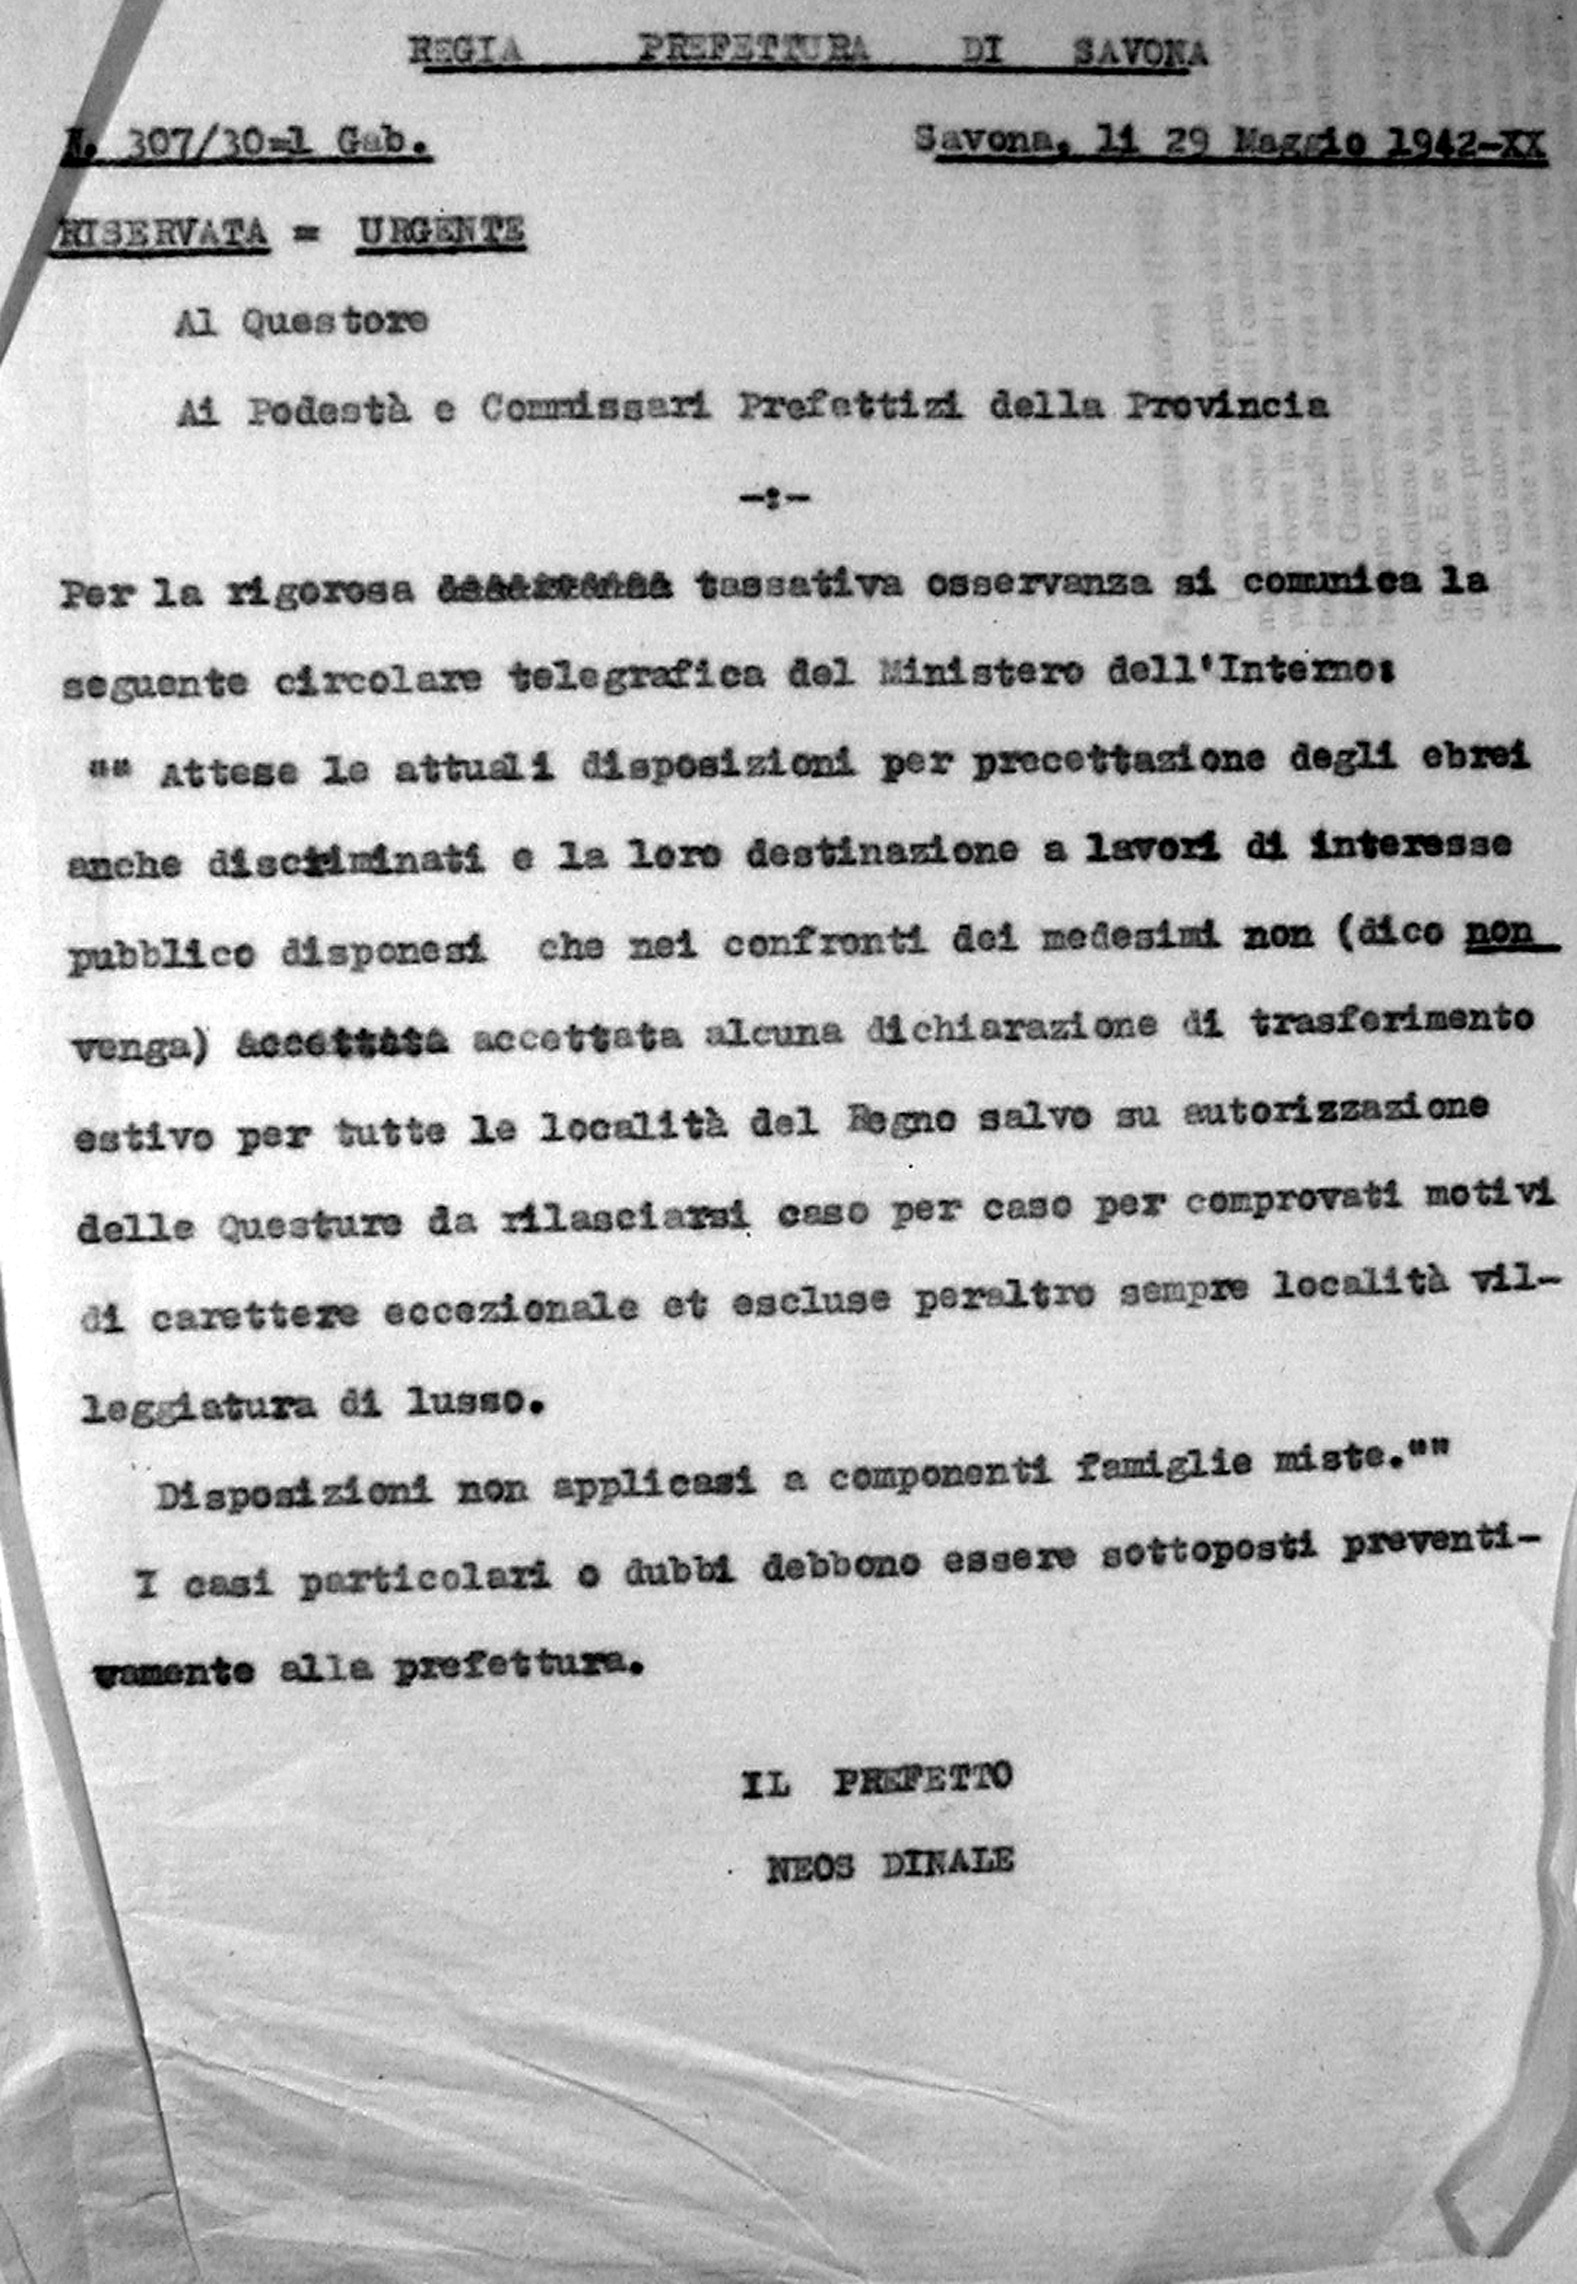 REGIA PREFETTURA DI SAVONA
N. 307/30=1 Gab. Savona, li 29 Maggio 1942-XX
RISERVATA = URGENTE
Al Questore
Ai Podestà e Commissari Prefettizi della Provincia
-:-
Per la rigorosa tassativa osservanza si comunica la
seguente circolare telegrafica del Ministero dell'Interno:
"" Attese le attuali disposizioni per precettazione degli ebrei
anche discriminati e la loro destinazione a lavori di interesse
pubblico disponesi che nei confronti dei medesimi non (dico non
venga) accettata accettata alcuna dichiarazione di trasferimento
estivo per tutte le località del Regno salvo su autorizzazione
delle Questure da rilasciarsi caso per caso per comprovati motivi
di carettere eccezionale et escluse peraltro sempre località vil-
leggiatura di lusso.
Disposizioni non applicasi a componenti famiglie miste.""
I casi particolari o dubbi debbono essere sottoposti preventi-
vamente alla prefettura.
IL PREFETTO
NEOS DINALE